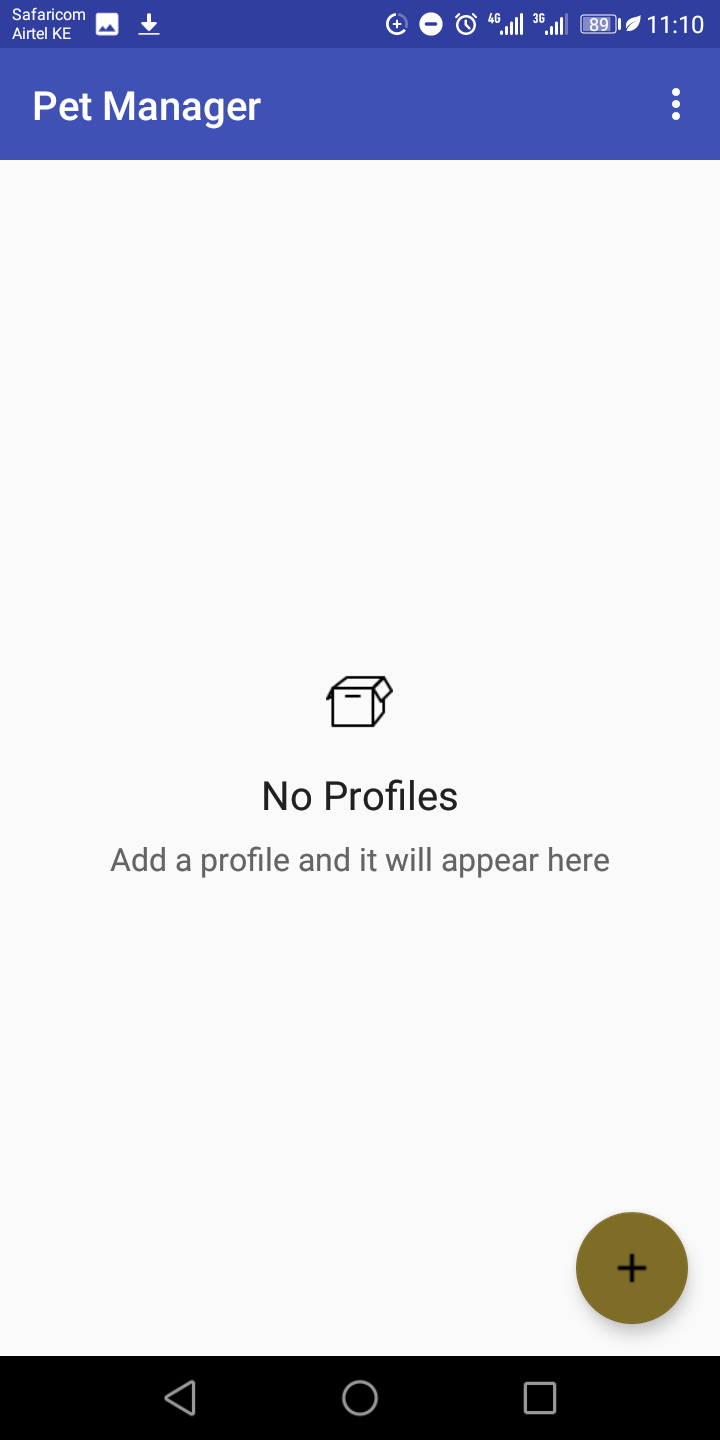 Safaricom
Airtel KE
4G 3G 89 11:10
Pet Manager
No Profiles
Add a profile and it will appear here